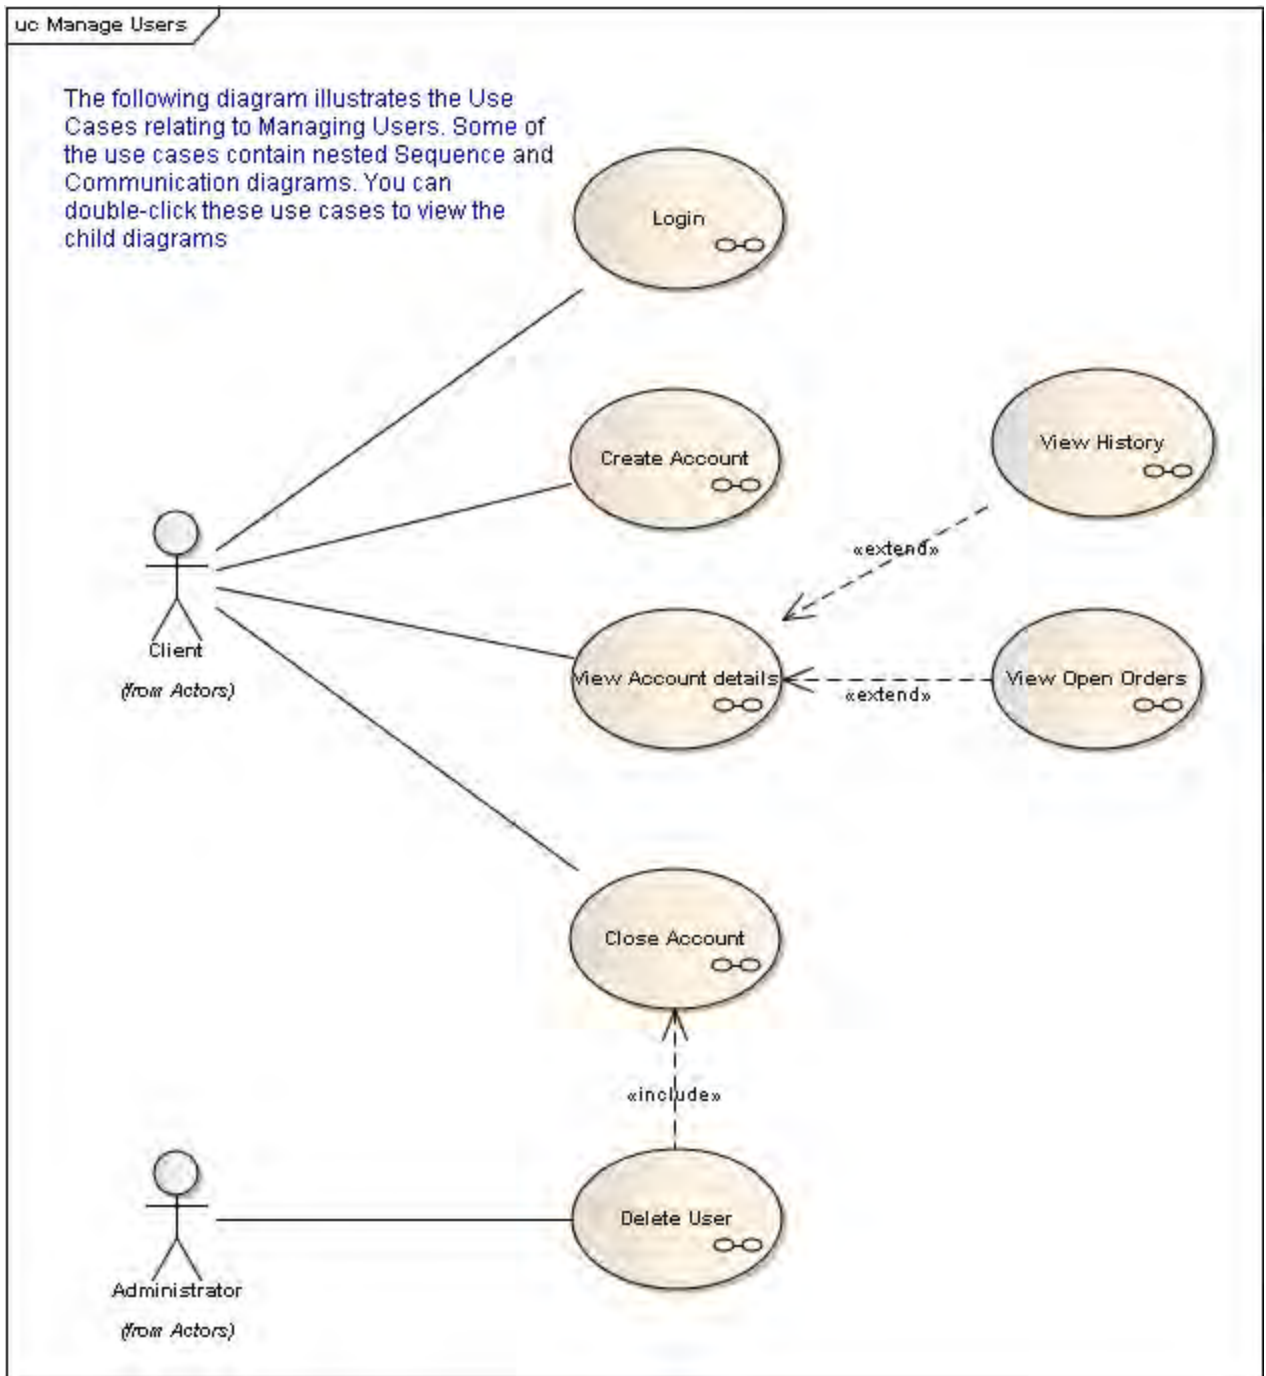 uc Manage Users
The following diagram illustrates the Use
Cases relating to Managing Users. Some of
the use cases contain nested Sequence and
Communication diagrams. You can
double-click these use cases to view the
child diagrams
Login
Create Account
View History
«extend»
Client
(from Actors)
View Account details
«extend»
View Open Orders
Close Account
«include»
Delete User
Administrator
(from Actors)